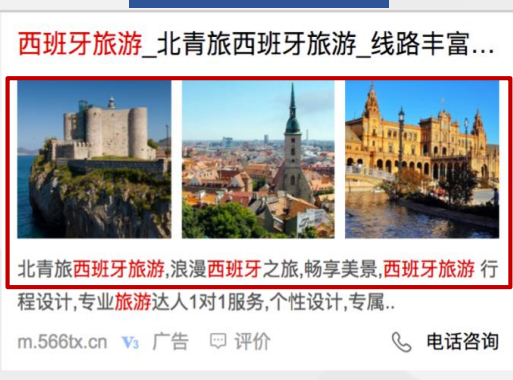 西班牙旅游_北青旅西班牙旅游_线路丰富...
北青旅西班牙旅游,浪漫西班牙之旅,畅享美景,西班牙旅游 行
程设计,专业旅游达人1对1服务,个性设计,专属..
m.566tx.cn V3 广告 评价 电话咨询